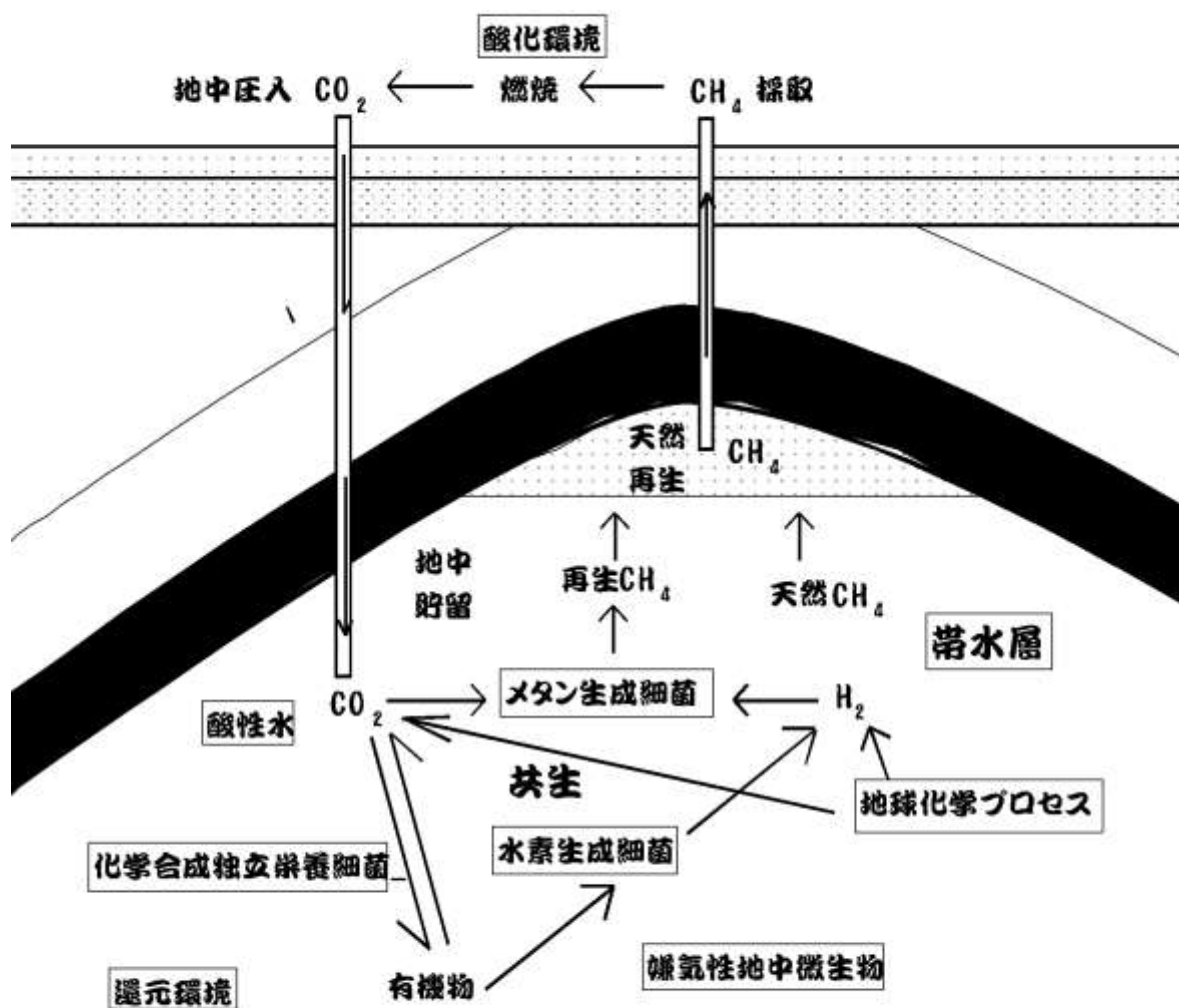 酸化環境
地中圧入 CO₂ 燃焼 CH₄ 採取
天然
再生
CH₄
地中
貯留
再生CH₄
天然CH₄
帯水層
メタン生成細菌
CO₂
H₂
酸性水
共生
地球化学プロセス
水素生成細菌
化学合成独立栄養細菌
嫌気性地中微生物
還元環境
有機物